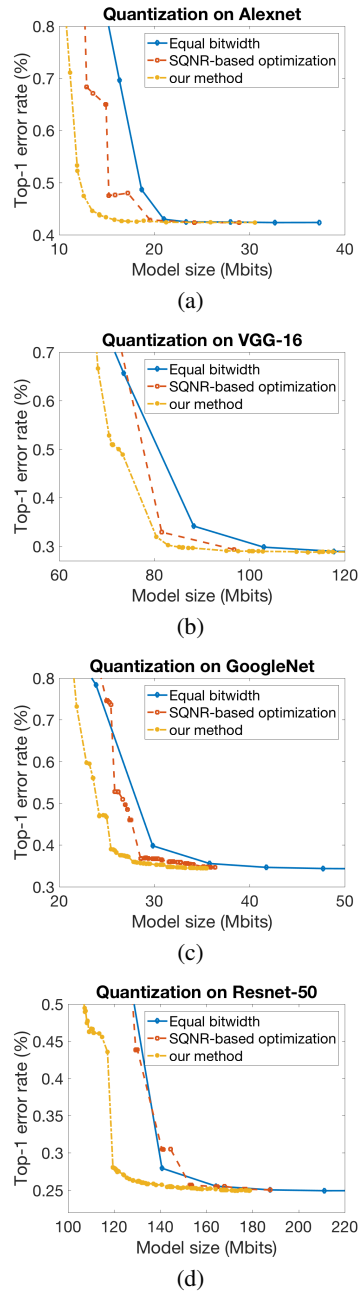 Quantization on Alexnet
Top-1 error rate (%)
0.8
0.7
0.6
0.5
0.4
Equal bitwidth
SQNR-based optimization
our method
10 20 30 40
Model size (Mbits)
(a)
Quantization on VGG-16
Top-1 error rate (%)
0.7
0.6
0.5
0.4
0.3
Equal bitwidth
SQNR-based optimization
our method
60 80 100 120
Model size (Mbits)
(b)
Quantization on GoogleNet
Top-1 error rate (%)
0.8
0.7
0.6
0.5
0.4
0.3
Equal bitwidth
SQNR-based optimization
our method
20 30 40 50
Model size (Mbits)
(c)
Quantization on Resnet-50
Top-1 error rate (%)
0.5
0.45
0.4
0.35
0.3
0.25
Equal bitwidth
SQNR-based optimization
our method
100 120 140 160 180 200 220
Model size (Mbits)
(d)